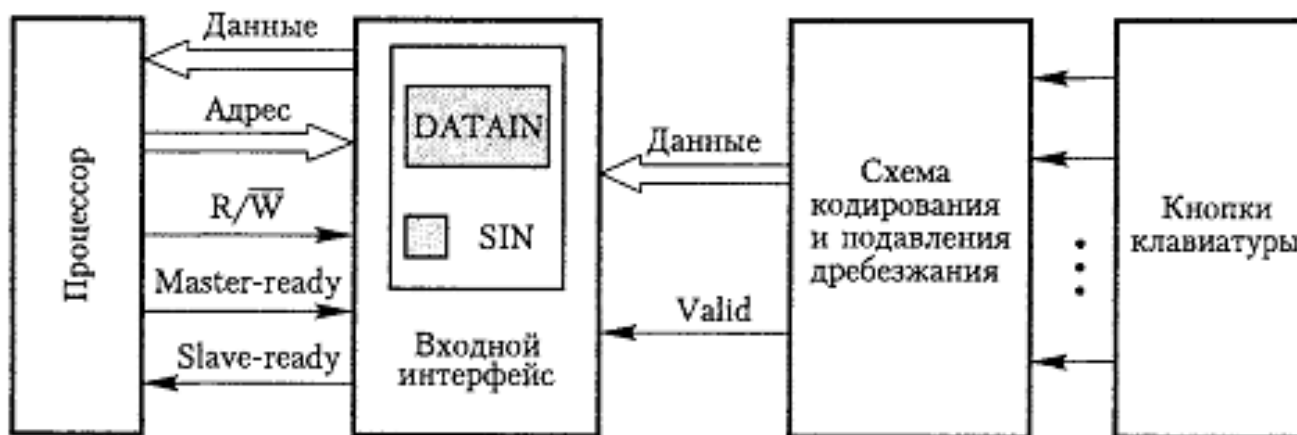 Процессор
Данные
Адрес
R/W̅
Master-ready
Slave-ready
DATAIN
SIN
Входной
интерфейс
Данные
Valid
Схема
кодирования
и подавления
дребезжания
Кнопки
клавиатуры